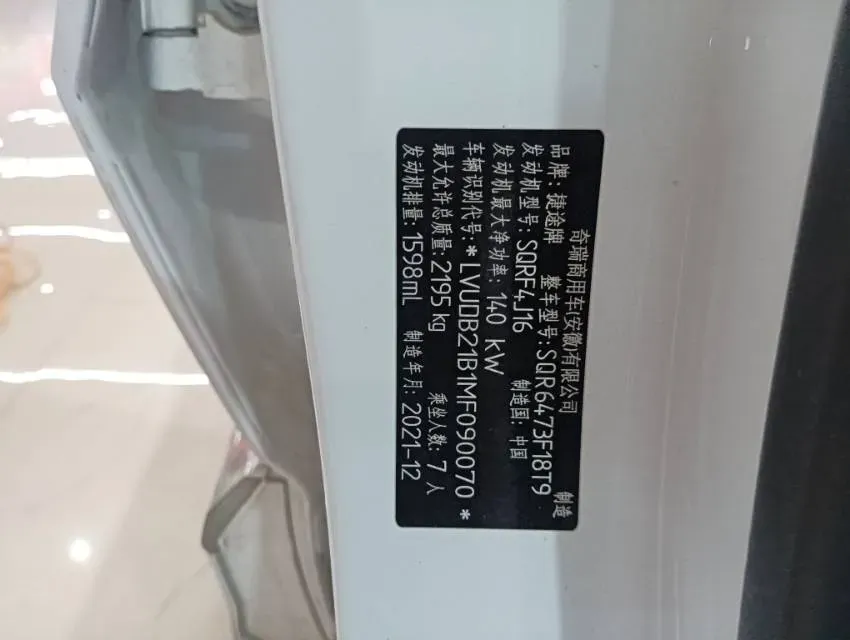 奇瑞商用车(安徽)有限公司 制造
品牌: 捷途牌 整车型号: SQR6473F18T9
发动机型号: SQRF4J16 制造国: 中国
发动机最大净功率: 140 kW
车辆识别代号: *LVUDB21B1MF090070*
最大允许总质量: 2195 kg 乘坐人数: 7 人
发动机排量: 1598mL 制造年月: 2021-12